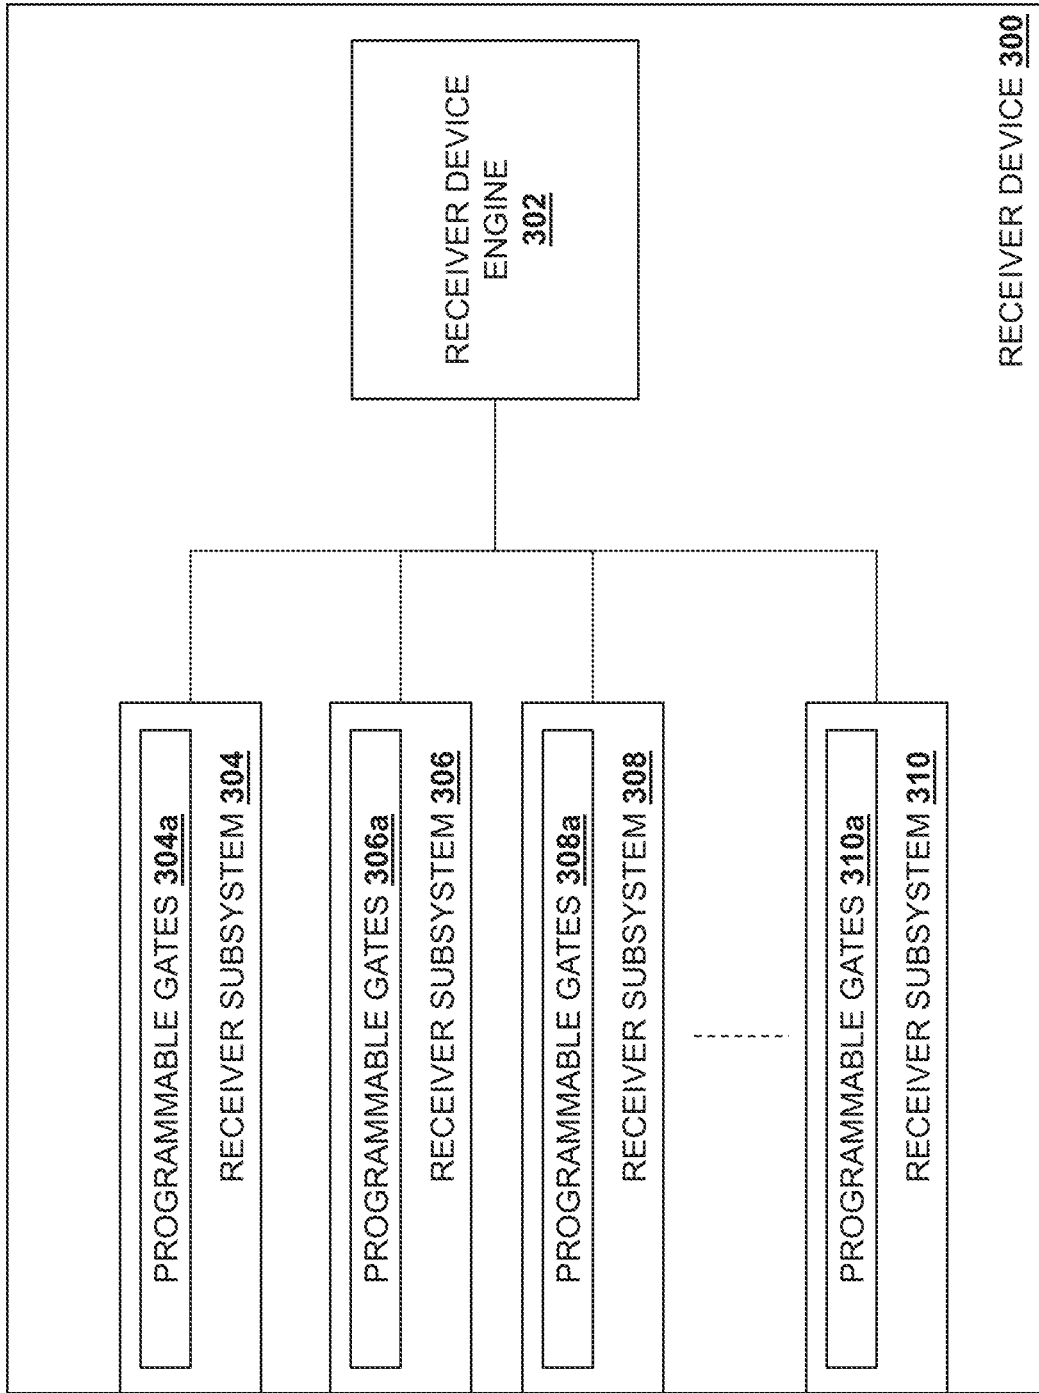 RECEIVER DEVICE 300
RECEIVER DEVICE
ENGINE
302
PROGRAMMABLE GATES 304a
RECEIVER SUBSYSTEM 304
PROGRAMMABLE GATES 306a
RECEIVER SUBSYSTEM 306
PROGRAMMABLE GATES 308a
RECEIVER SUBSYSTEM 308
PROGRAMMABLE GATES 310a
RECEIVER SUBSYSTEM 310